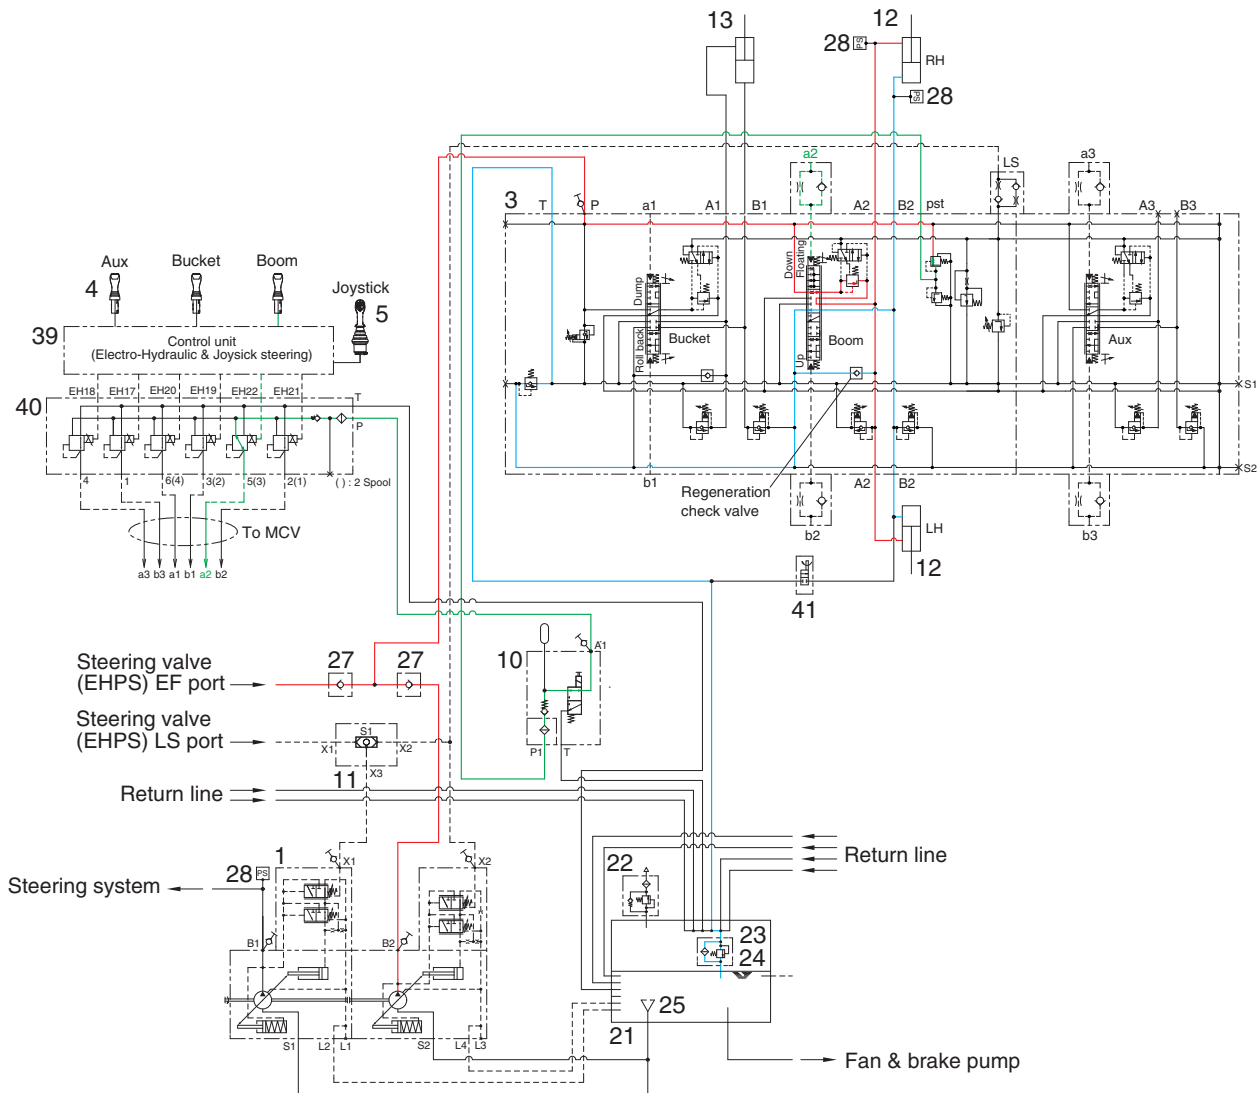 13
12
28
PS
RH
PS
28
a2
LS
a3
3
T
P
a1
A1
B1
A2
B2
pst
A3
B3
Aux
Bucket
Boom
4
Joystick
5
39
Control unit
(Electro-Hydraulic & Joysick steering)
Dump
Roll back
Bucket
Down
Floating
Up
Boom
Aux
EH18
EH17
EH20
EH19
EH22
EH21
T
P
40
S1
S2
4
1
6(4)
3(2)
5(3)
2(1)
( ) : 2 Spool
b1
A2
B2
Regeneration
check valve
To MCV
a3
b3
a1
b1
a2
b2
b2
LH
b3
12
41
10
A1
Steering valve
(EHPS) EF port
27
27
Steering valve
(EHPS) LS port
X1
S1
X2
X3
11
P1
T
Return line
Return line
1
X1
X2
28
PS
Steering system
22
B1
B2
23
24
25
21
S1
L2
L1
S2
L4
L3
Fan & brake pump